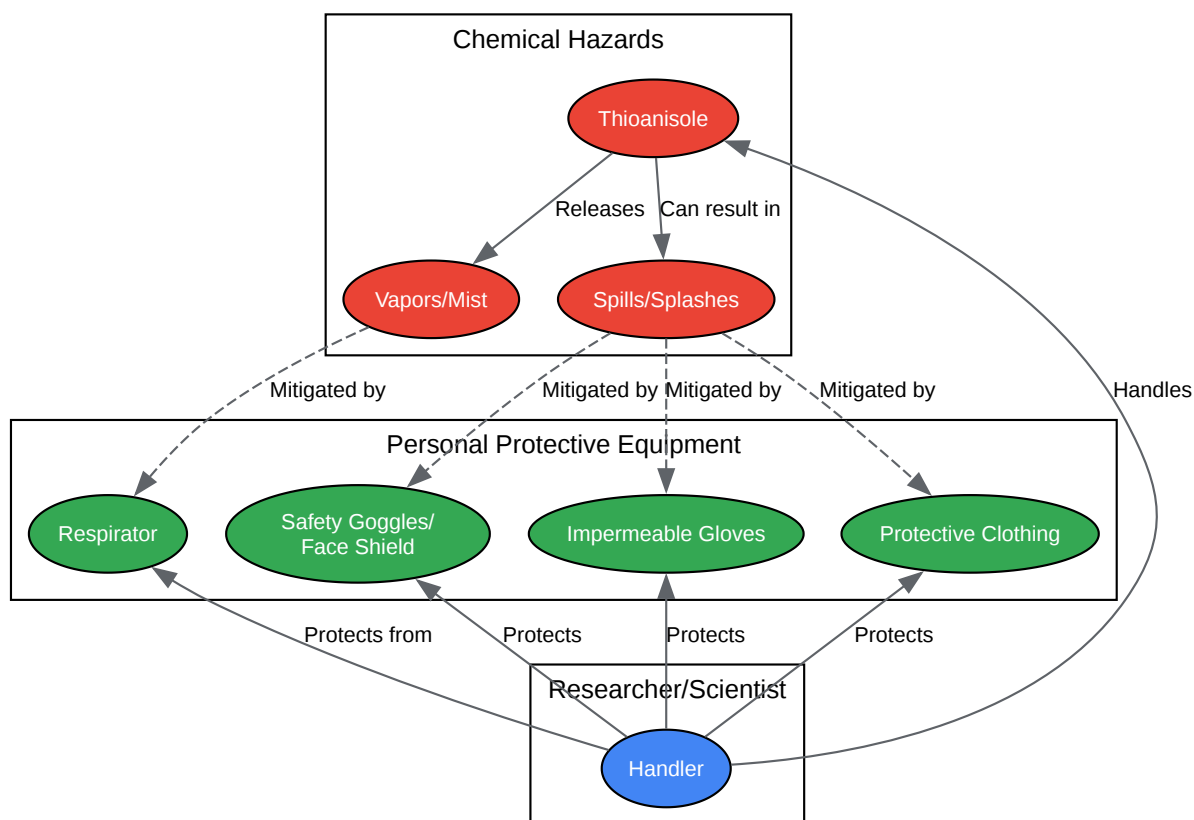 Chemical Hazards
Thioanisole
Releases
Can result in
Vapors/Mist
Spills/Splashes
Mitigated by
Mitigated by
Mitigated by
Mitigated by
Handles
Personal Protective Equipment
Respirator
Safety Goggles/
Face Shield
Impermeable Gloves
Protective Clothing
Protects from
Protects
Protects
Protects
Researcher/Scientist
Handler